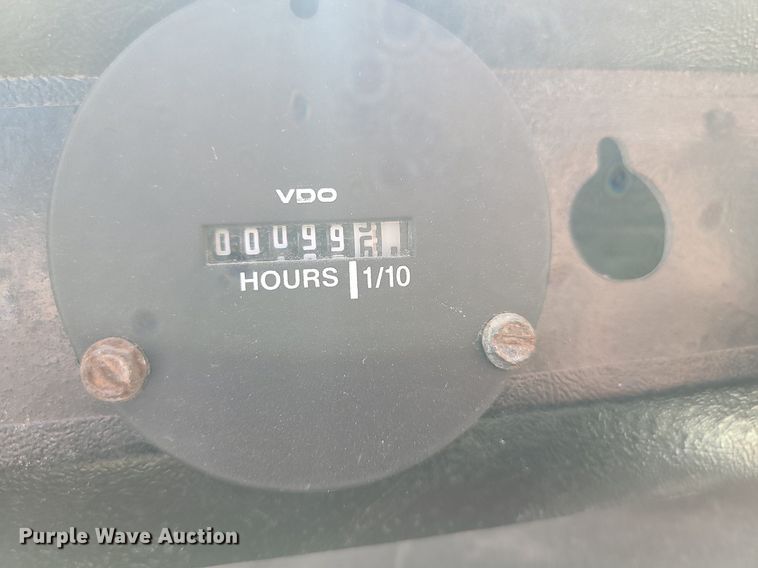 VDO
00099
HOURS 1/10
Purple Wave Auction